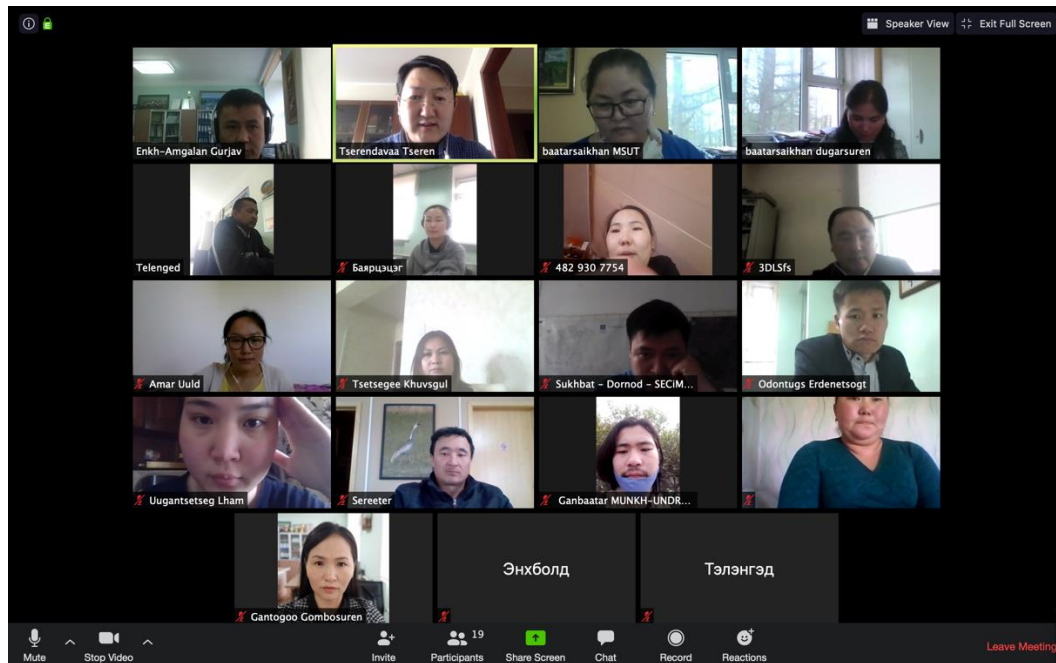 Speaker View
Exit Full Screen
Enkh-Amgalan Gurjav
Tserendavaa Tseren
baatarsaikhan MSUT
baatarsaikhan dugarsuren
Telenged
Баярцэцэг
482 930 7754
3DLSfs
Amar Uuld
Tsetsegee Khuvsgul
Sukhbat - Dornod - SECiM...
Odontugs Erdenetsogt
Uugantsetseg Lham
Sereeter
Ganbaatar MUNKH-UNDR...
Gantogoo Gombosuren
Энхболд
Тэлэнгэд
Mute
Stop Video
Invite
Participants
19
Share Screen
Chat
Record
Reactions
Leave Meeting